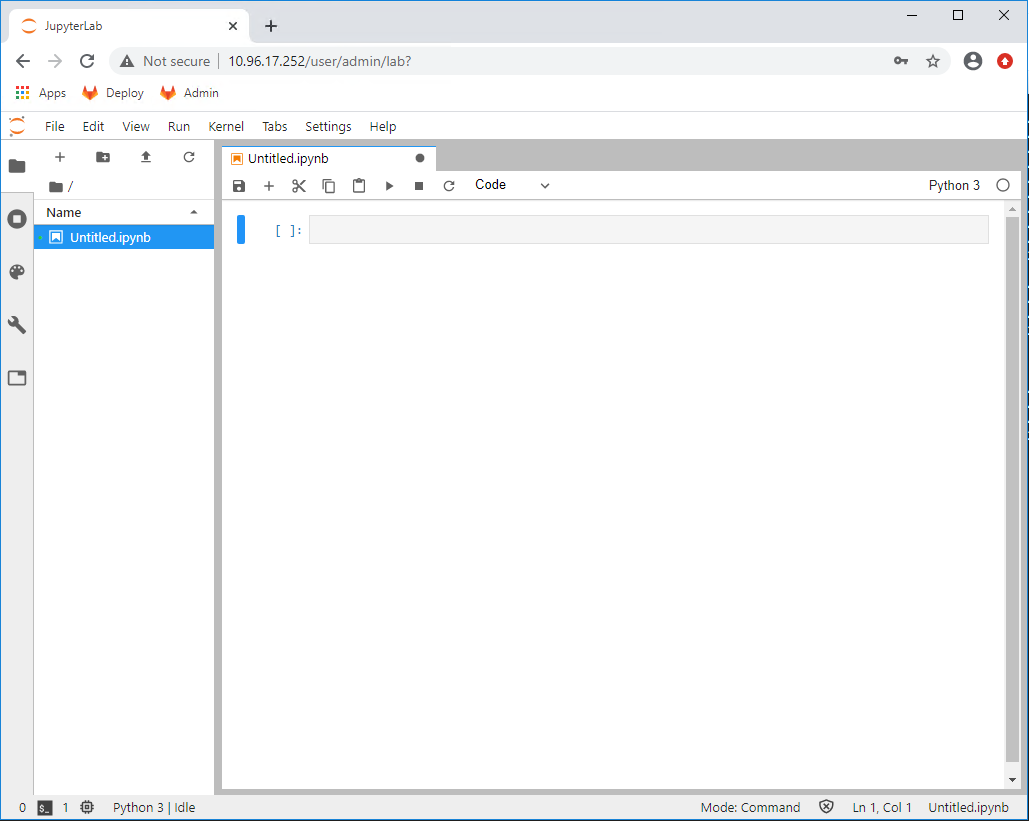 JupyterLab
Not secure | 10.96.17.252/user/admin/lab?
Apps Deploy Admin
File Edit View Run Kernel Tabs Settings Help
Untitled.ipynb
Code Python 3
/
Name
Untitled.ipynb
[ ]:
0 $_ 1 Python 3 | Idle Mode: Command Ln 1, Col 1 Untitled.ipynb